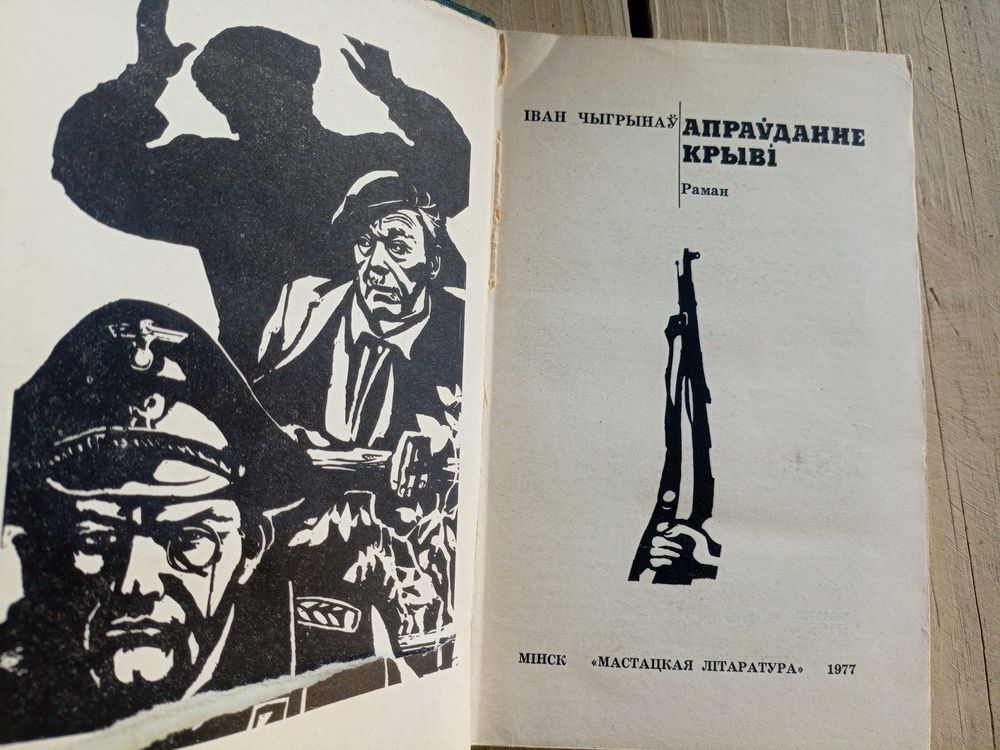 ІВАН ЧЫГРЫНАЎ
АПРАЎДАННЕ
КРЫВІ
Раман
МІНСК «МАСТАЦКАЯ ЛІТАРАТУРА» 1977